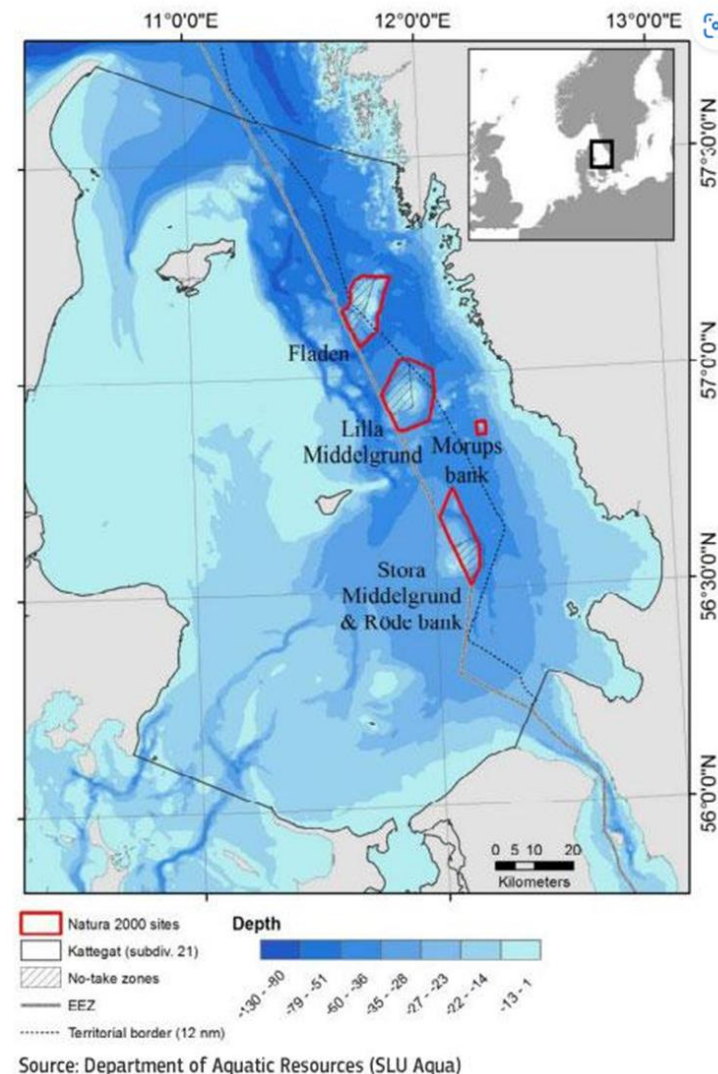 11°0'0"E
12°0'0"E
13°0'0"E
57°30'0"N
57°0'0"N
56°30'0"N
56°0'0"N
Fladen
Lilla
Middelgrund
Morups
bank
Stora
Middelgrund
& Röde bank
0 5 10 20
Kilometers
Natura 2000 sites
Kattegat (subdiv. 21)
No-take zones
EEZ
Territorial border (12 nm)
Depth
-130 - -80
-79 - -51
-60 - -36
-35 - -28
-27 - -23
-22 - -14
-13 - 1
Source: Department of Aquatic Resources (SLU Aqua)